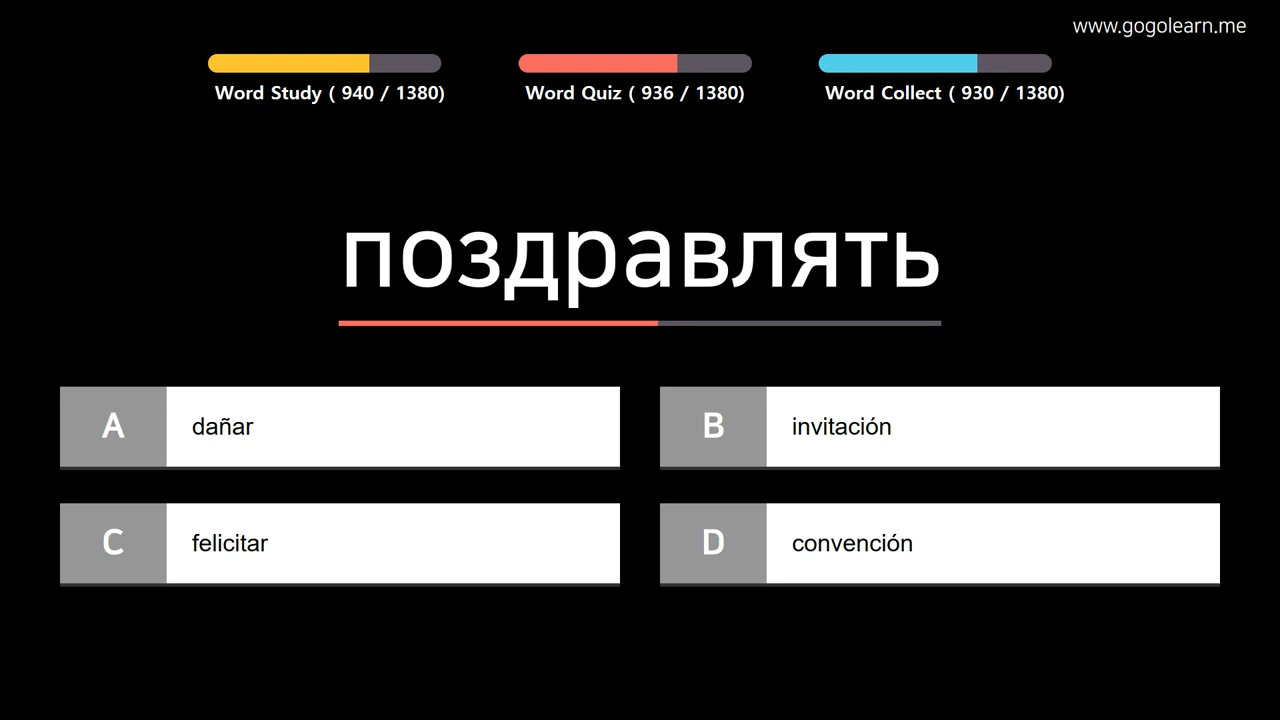 www.gogolearn.me
Word Study ( 940 / 1380)
Word Quiz ( 936 / 1380)
Word Collect ( 930 / 1380)
поздравлять
A
dañar
B
invitación
C
felicitar
D
convención